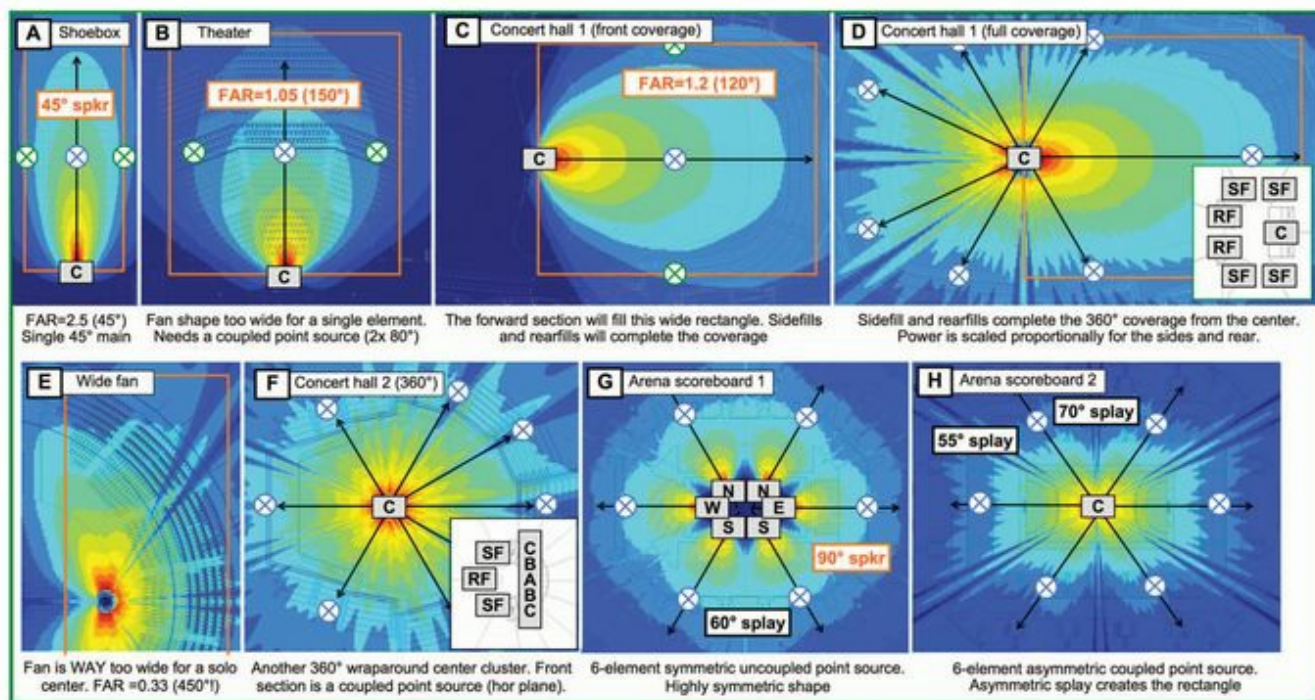 A Shoebox
45° spkr
C
FAR=2.5 (45°)
Single 45° main
B Theater
FAR=1.05 (150°)
C
Fan shape too wide for a single element.
Needs a coupled point source (2x 80°)
C Concert hall 1 (front coverage)
FAR=1.2 (120°)
C
The forward section will fill this wide rectangle. Sidefills
and rearfills will complete the coverage
D Concert hall 1 (full coverage)
C
SF SF
RF
C
RF
SF SF
Sidefill and rearfills complete the 360° coverage from the center.
Power is scaled proportionally for the sides and rear.
E Wide fan
Fan is WAY too wide for a solo
center. FAR =0.33 (450°!)
F Concert hall 2 (360°)
C
SF
RF
SF
C
B
A
B
C
Another 360° wraparound center cluster. Front
section is a coupled point source (hor plane).
G Arena scoreboard 1
N N
W E
S S
90° spkr
60° splay
6-element symmetric uncoupled point source.
Highly symmetric shape
H Arena scoreboard 2
70° splay
55° splay
C
6-element asymmetric coupled point source.
Asymmetric splay creates the rectangle